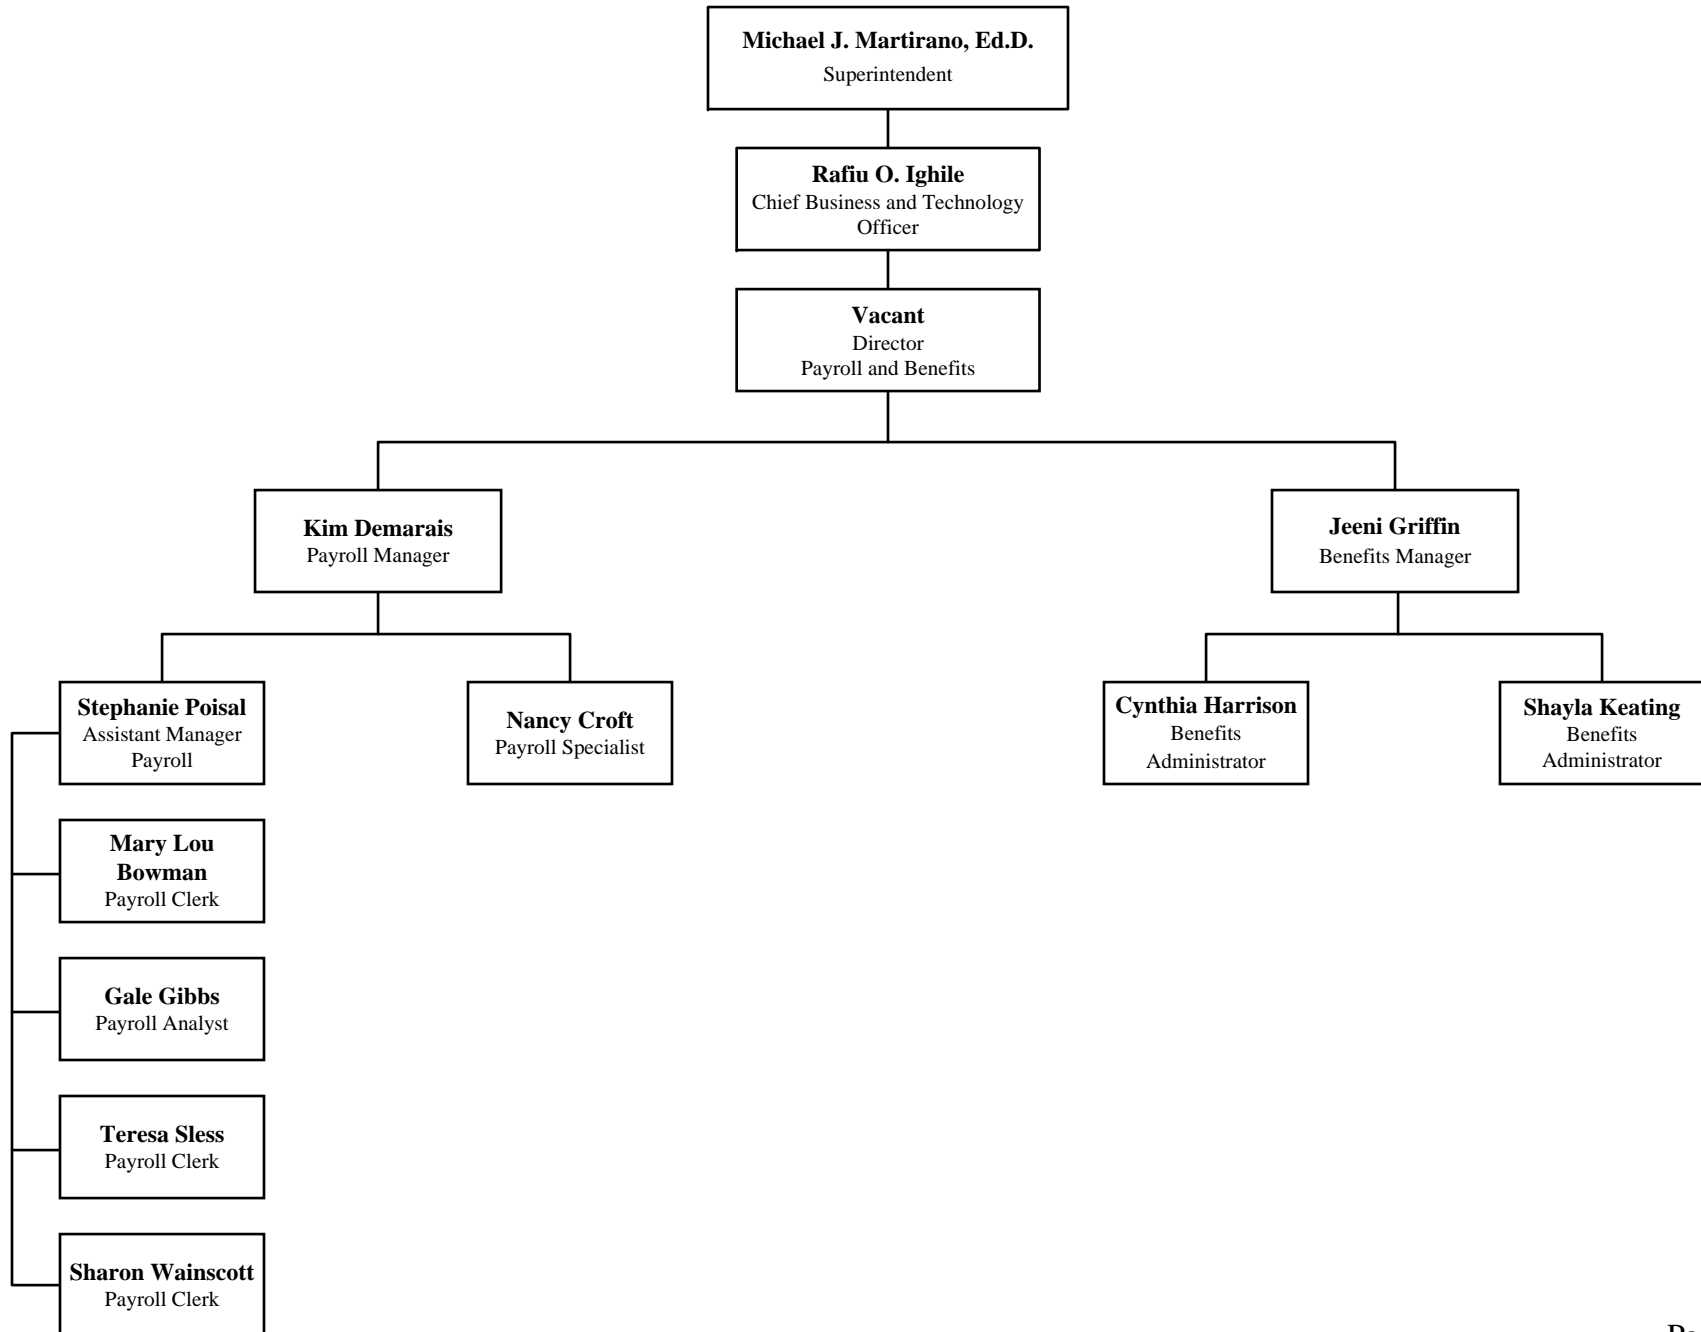 Michael J. Martirano, Ed.D.
Superintendent
Rafiu O. Ighile
Chief Business and Technology
Officer
Vacant
Director
Payroll and Benefits
Kim Demarais
Payroll Manager
Jeeni Griffin
Benefits Manager
Stephanie Poisal
Assistant Manager
Payroll
Nancy Croft
Payroll Specialist
Cynthia Harrison
Benefits
Administrator
Shayla Keating
Benefits
Administrator
Mary Lou
Bowman
Payroll Clerk
Gale Gibbs
Payroll Analyst
Teresa Sless
Payroll Clerk
Sharon Wainscott
Payroll Clerk